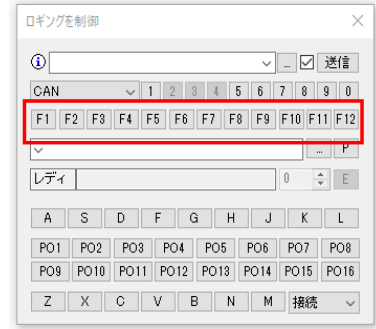 ロギングを制御
... 送信
CAN 1 2 3 4 5 6 7 8 9 0
F1 F2 F3 F4 F5 F6 F7 F8 F9 F10 F11 F12
... P
レディ 0 E
A S D F G H J K L
PO1 PO2 PO3 PO4 PO5 PO6 PO7 PO8
PO9 PO10 PO11 PO12 PO13 PO14 PO15 PO16
Z X C V B N M 接続